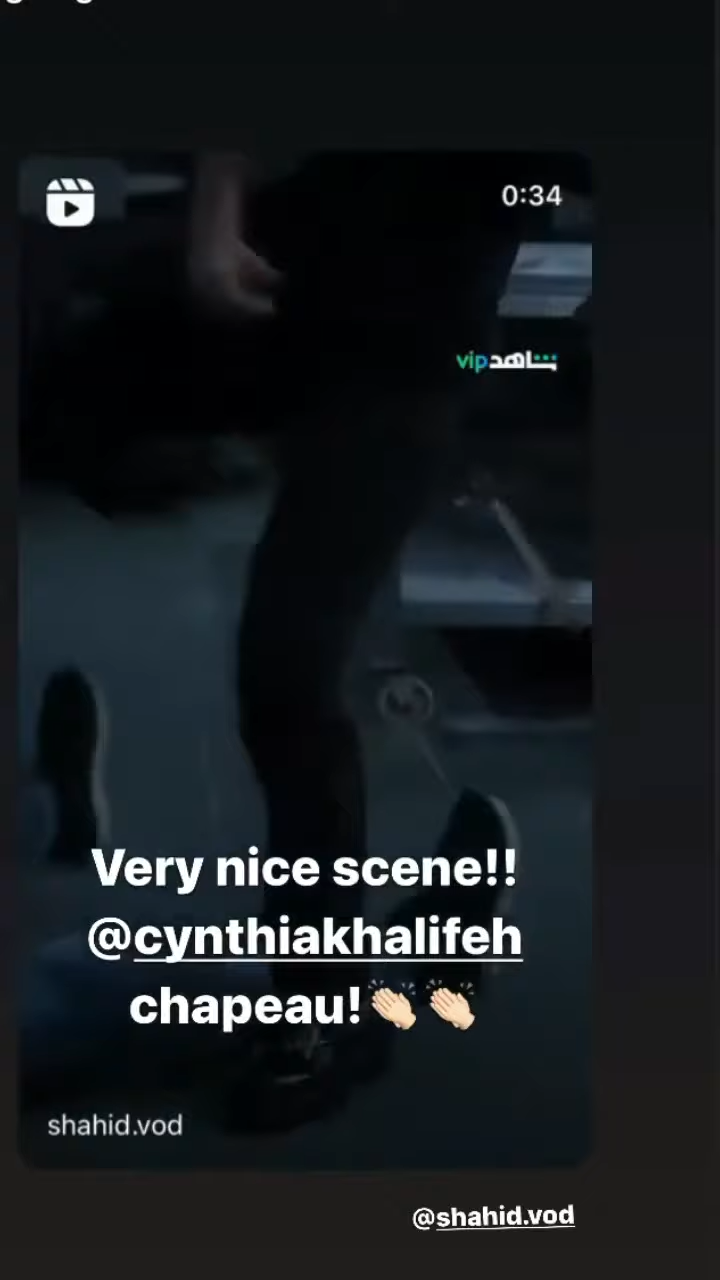 0:34
شاهد vip
Very nice scene!!
@cynthiakhalifeh
chapeau!👏🏻👏🏻
shahid.vod
@shahid.vod